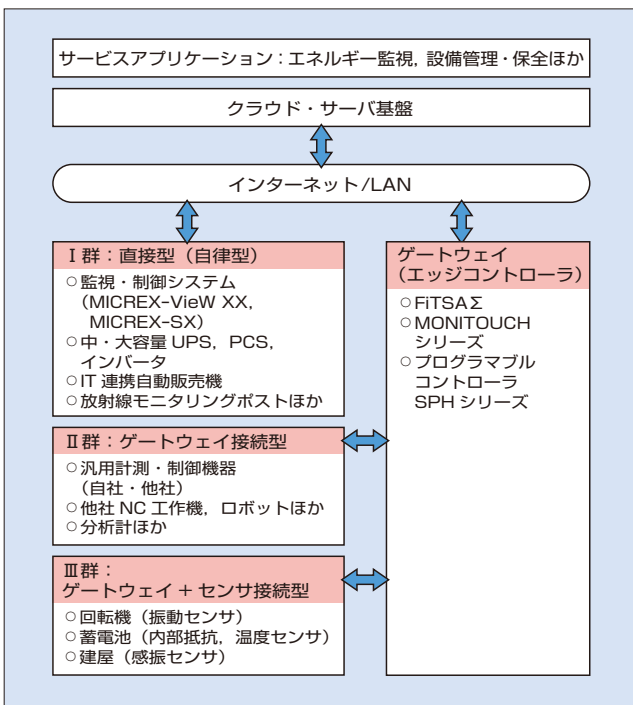 サービスアプリケーション：エネルギー監視，設備管理・保全ほか
クラウド・サーバ基盤
インターネット/LAN
Ⅰ群：直接型（自律型）
○監視・制御システム
（MICREX-VieW XX，
MICREX-SX）
○中・大容量 UPS，PCS，
インバータ
○IT 連携自動販売機
○放射線モニタリングポストほか
Ⅱ群：ゲートウェイ接続型
○汎用計測・制御機器
（自社・他社）
○他社 NC 工作機，ロボットほか
○分析計ほか
Ⅲ群：
ゲートウェイ + センサ接続型
○回転機（振動センサ）
○蓄電池（内部抵抗，温度センサ）
○建屋（感振センサ）
ゲートウェイ
（エッジコントローラ）
○FiTSAΣ
○MONITOUCH
シリーズ
○プログラマブル
コントローラ
SPH シリーズ